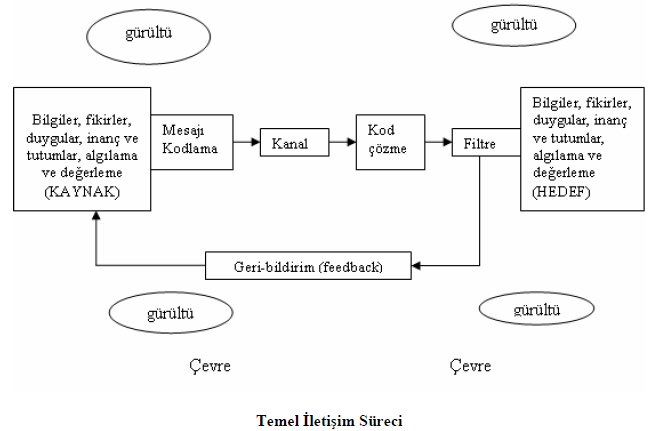 gürültü
gürültü
Bilgiler, fikirler,
duygular, inanç ve
tutumlar, algılama
ve değerleme
(KAYNAK)
Mesajı
Kodlama
Kanal
Kod
çözme
Filtre
Bilgiler, fikirler,
duygular, inanç
ve tutumlar,
algılama ve
değerleme
(HEDEF)
Geri-bildirim (feedback)
gürültü
gürültü
Çevre
Çevre
Temel İletişim Süreci